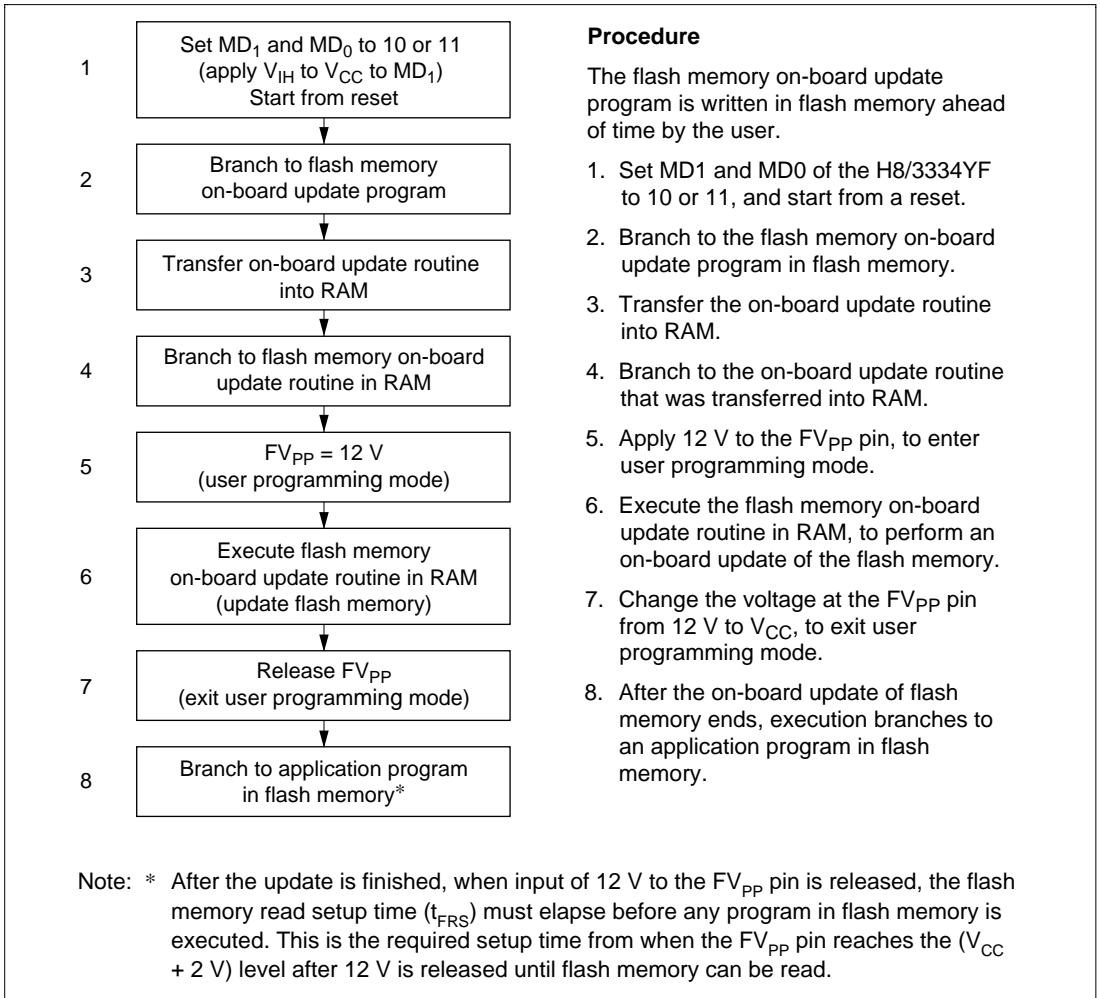 1
Set MD₁ and MD₀ to 10 or 11
(apply V_IH to V_CC to MD₁)
Start from reset
2
Branch to flash memory
on-board update program
3
Transfer on-board update routine
into RAM
4
Branch to flash memory on-board
update routine in RAM
5
FV_PP = 12 V
(user programming mode)
6
Execute flash memory
on-board update routine in RAM
(update flash memory)
7
Release FV_PP
(exit user programming mode)
8
Branch to application program
in flash memory*
Procedure
The flash memory on-board update
program is written in flash memory ahead
of time by the user.
1. Set MD1 and MD0 of the H8/3334YF
to 10 or 11, and start from a reset.
2. Branch to the flash memory on-board
update program in flash memory.
3. Transfer the on-board update routine
into RAM.
4. Branch to the on-board update routine
that was transferred into RAM.
5. Apply 12 V to the FV_PP pin, to enter
user programming mode.
6. Execute the flash memory on-board
update routine in RAM, to perform an
on-board update of the flash memory.
7. Change the voltage at the FV_PP pin
from 12 V to V_CC, to exit user
programming mode.
8. After the on-board update of flash
memory ends, execution branches to
an application program in flash
memory.
Note: * After the update is finished, when input of 12 V to the FV_PP pin is released, the flash
memory read setup time (t_FRS) must elapse before any program in flash memory is
executed. This is the required setup time from when the FV_PP pin reaches the (V_CC
+ 2 V) level after 12 V is released until flash memory can be read.